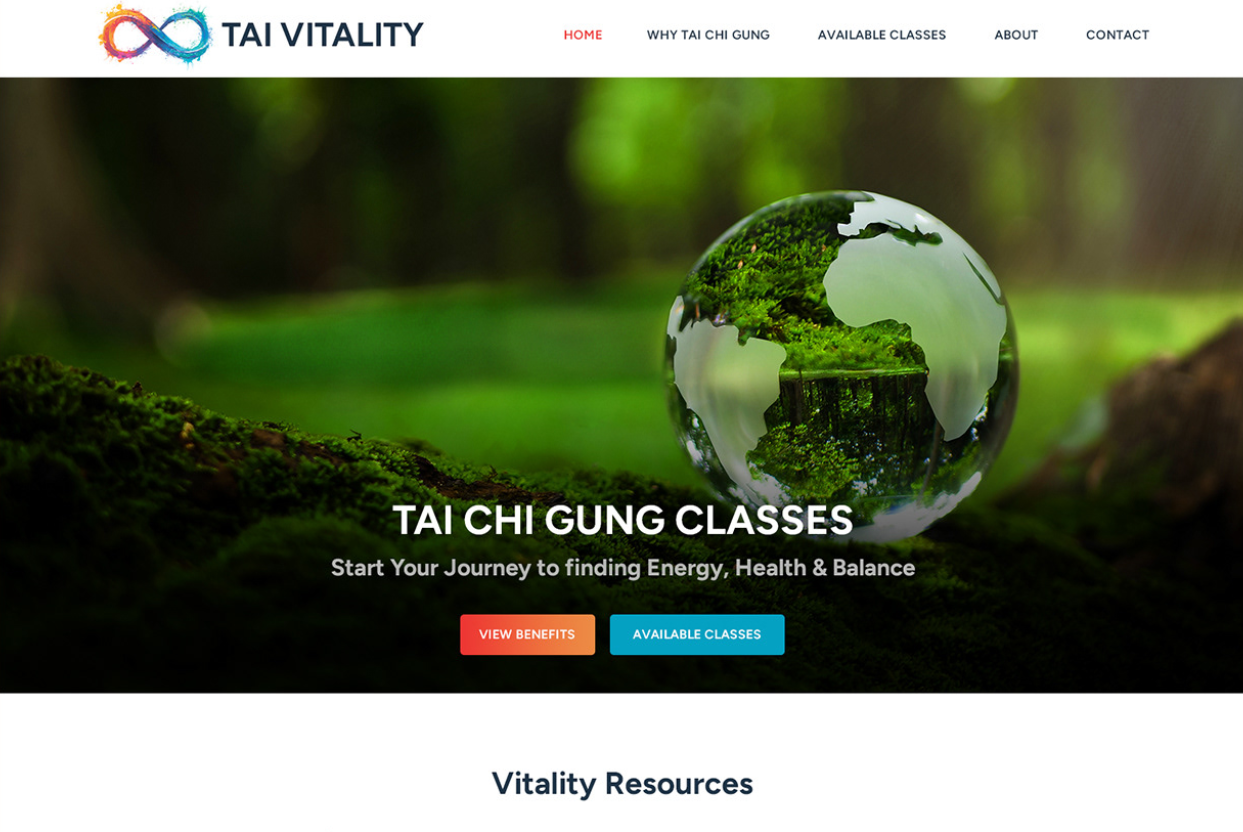 TAI VITALITY
HOME
WHY TAI CHI GUNG
AVAILABLE CLASSES
ABOUT
CONTACT
TAI CHI GUNG CLASSES
Start Your Journey to finding Energy, Health & Balance
VIEW BENEFITS
AVAILABLE CLASSES
Vitality Resources